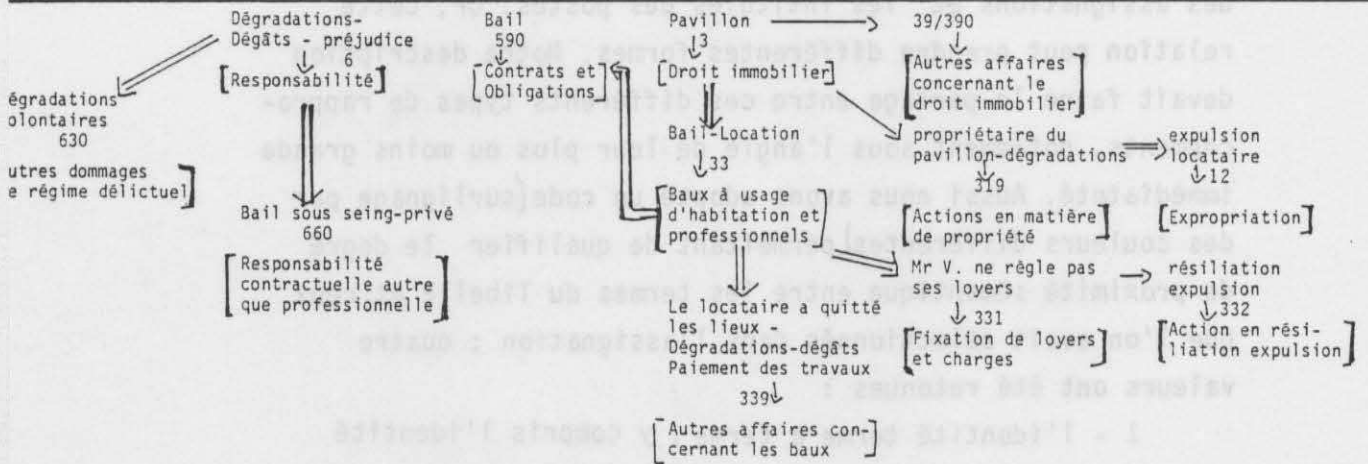 Dégradations-
Dégâts - préjudice
[Responsabilité]
égradations
olontaires
630
utres dommages
e régime délictuel]
Bail sous seing-privé
660
[Responsabilité
contractuelle autre
que professionnelle]
Bail
590
[Contrats et
Obligations]
Pavillon
3
[Droit immobilier]
Bail-Location
33
[Baux à usage
d'habitation et
professionnels]
Le locataire a quitté
les lieux -
Dégradations-dégâts
Paiement des travaux
339
[Autres affaires con-
cernant les baux]
39/390
[Autres affaires
concernant le
droit immobilier]
propriétaire du
pavillon-dégradations
319
[Actions en matière
de propriété]
expulsion
locataire
12
[Expropriation]
Mr V. ne règle pas
ses loyers
331
[Fixation de loyers
et charges]
résiliation
expulsion
332
[Action en rési-
liation expulsion]